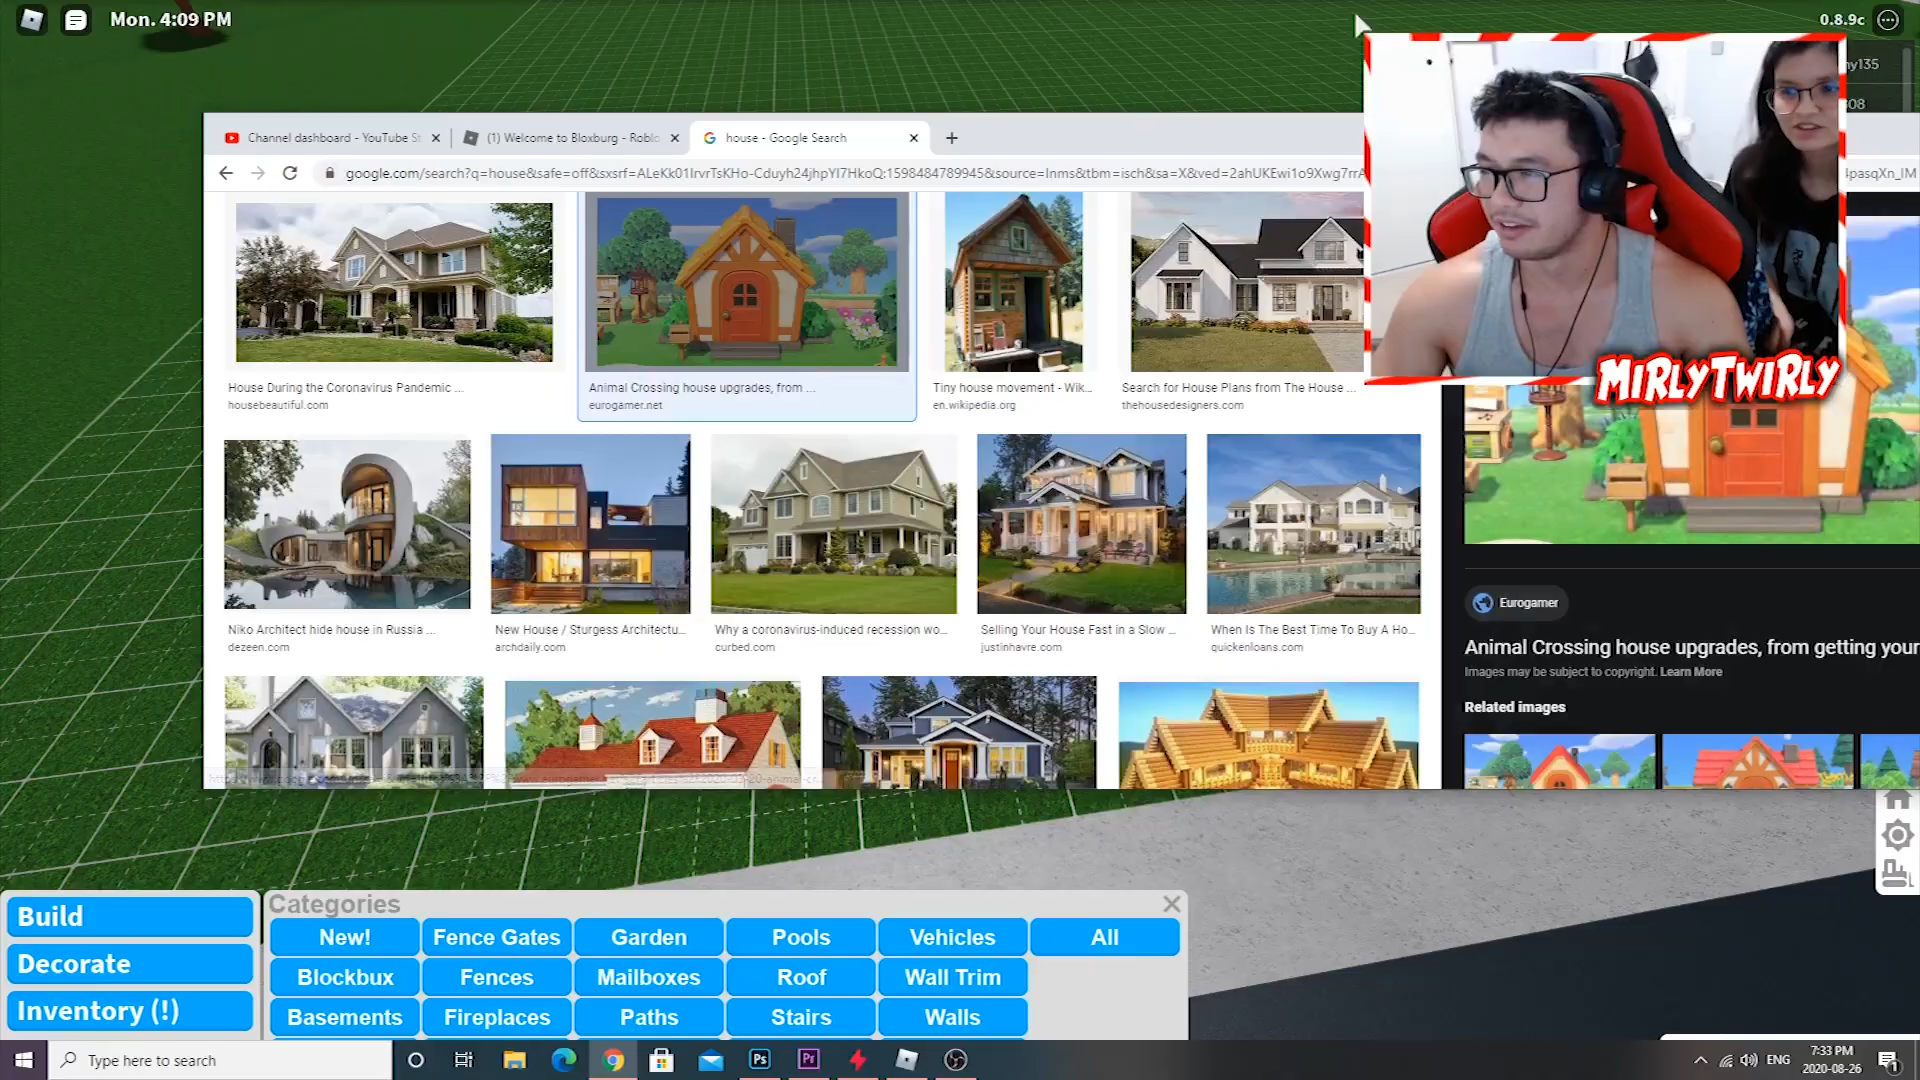 Mon. 4:09 PM
0.8.9c
ny135
808
Channel dashboard - YouTube St
(1) Welcome to Bloxburg - Roblo
house - Google Search
google.com/search?q=house&safe=off&sxsrf=ALeKk01IrvrTsKHo-Cduyh24jhpYI7HkoQ:1598484789945&source=lnms&tbm=isch&sa=X&ved=2ahUKEwi1o9Xwg7rrA
4pasqXn_IM
MiRLyTWiRLy
House During the Coronavirus Pandemic ...
housebeautiful.com
Animal Crossing house upgrades, from ...
eurogamer.net
Tiny house movement - Wik...
en.wikipedia.org
Search for House Plans from The House ...
thehousedesigners.com
Niko Architect hide house in Russia ...
dezeen.com
New House / Sturgess Architectu...
archdaily.com
Why a coronavirus-induced recession wo...
curbed.com
Selling Your House Fast in a Slow ...
justinhavre.com
When Is The Best Time To Buy A Ho...
quickenloans.com
Eurogamer
Animal Crossing house upgrades, from getting your
Images may be subject to copyright. Learn More
Related images
Build
Decorate
Inventory (!)
Categories
New! Fence Gates Garden Pools Vehicles All
Blockbux Fences Mailboxes Roof Wall Trim
Basements Fireplaces Paths Stairs Walls
Type here to search
Ps
Pr
ENG
7:33 PM
2020-08-26
1